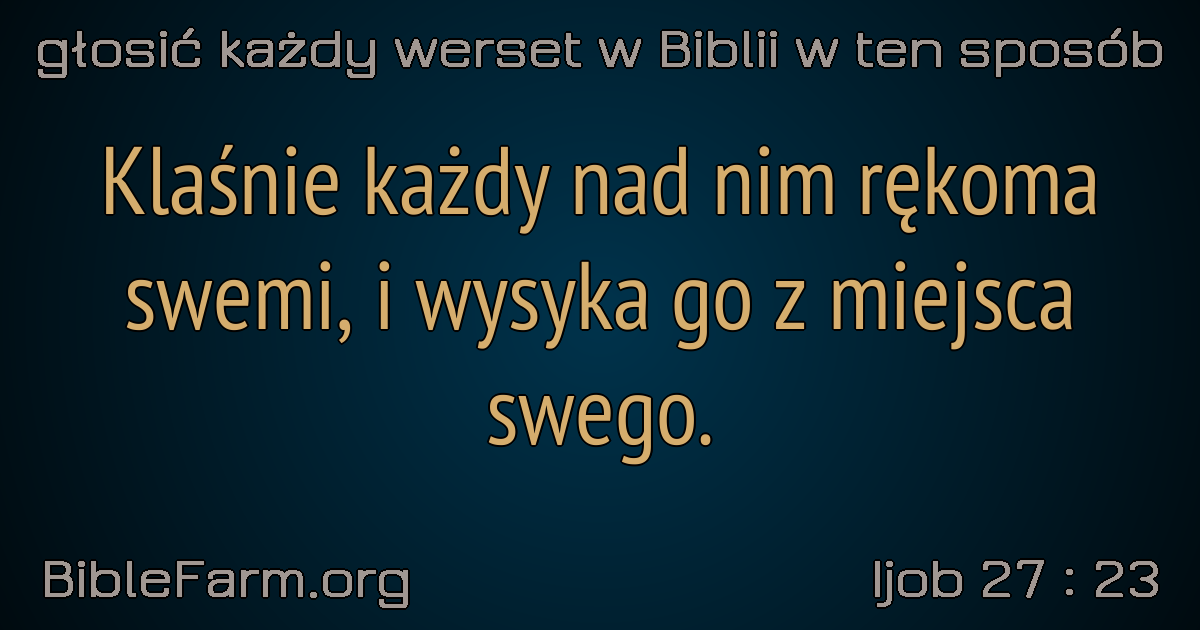 głosić każdy werset w Biblii w ten sposób
Klaśnie każdy nad nim rękoma
swemi, i wysyka go z miejsca
swego.
BibleFarm.org
Ijob 27 : 23